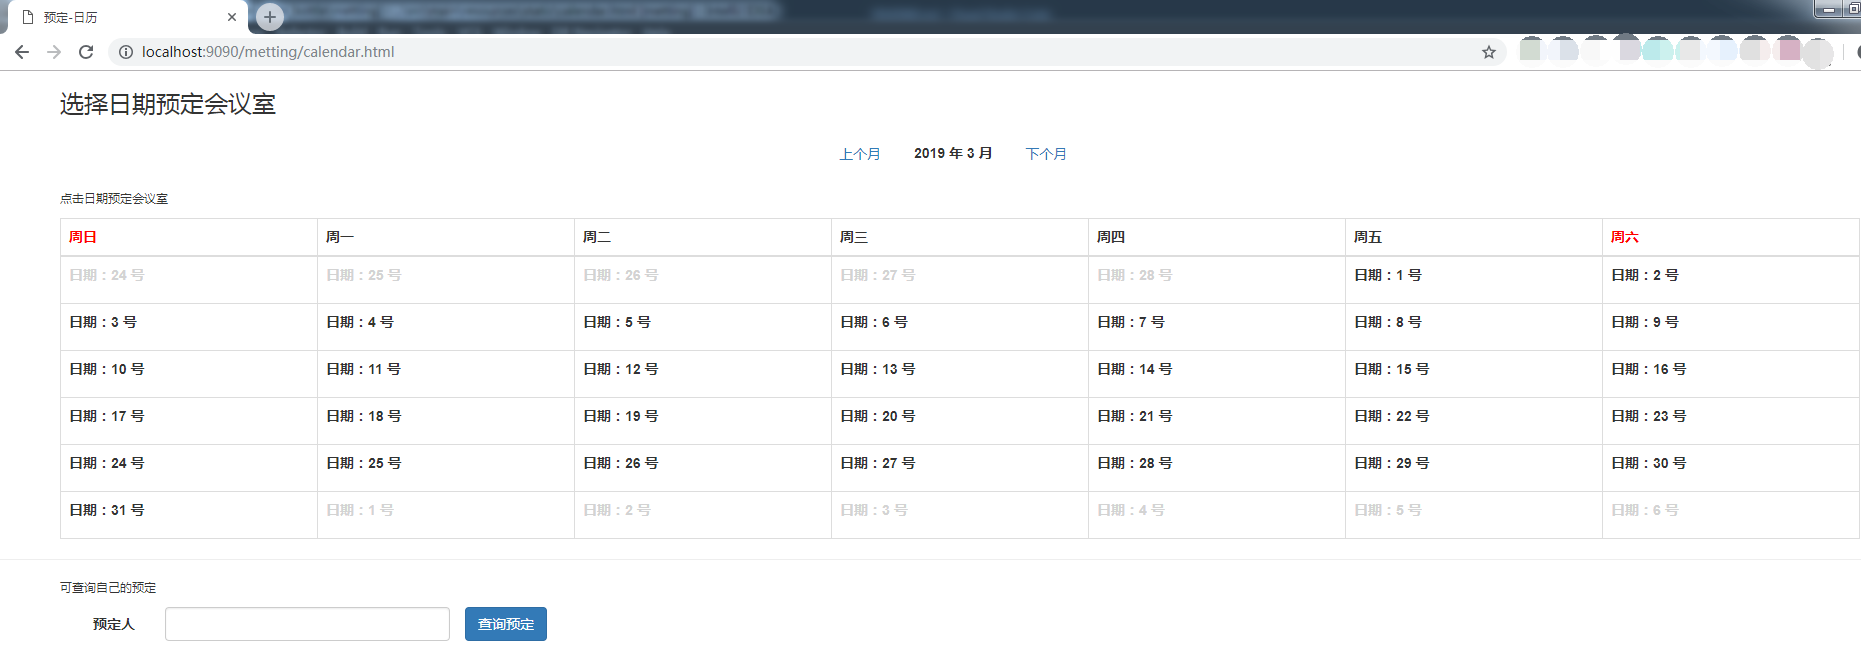 预定-日历
localhost:9090/metting/calendar.html
选择日期预定会议室
上个月 2019 年 3 月 下个月
点击日期预定会议室
周日 周一 周二 周三 周四 周五 周六
日期：24 号 日期：25 号 日期：26 号 日期：27 号 日期：28 号 日期：1 号 日期：2 号
日期：3 号 日期：4 号 日期：5 号 日期：6 号 日期：7 号 日期：8 号 日期：9 号
日期：10 号 日期：11 号 日期：12 号 日期：13 号 日期：14 号 日期：15 号 日期：16 号
日期：17 号 日期：18 号 日期：19 号 日期：20 号 日期：21 号 日期：22 号 日期：23 号
日期：24 号 日期：25 号 日期：26 号 日期：27 号 日期：28 号 日期：29 号 日期：30 号
日期：31 号 日期：1 号 日期：2 号 日期：3 号 日期：4 号 日期：5 号 日期：6 号
可查询自己的预定
预定人 查询预定